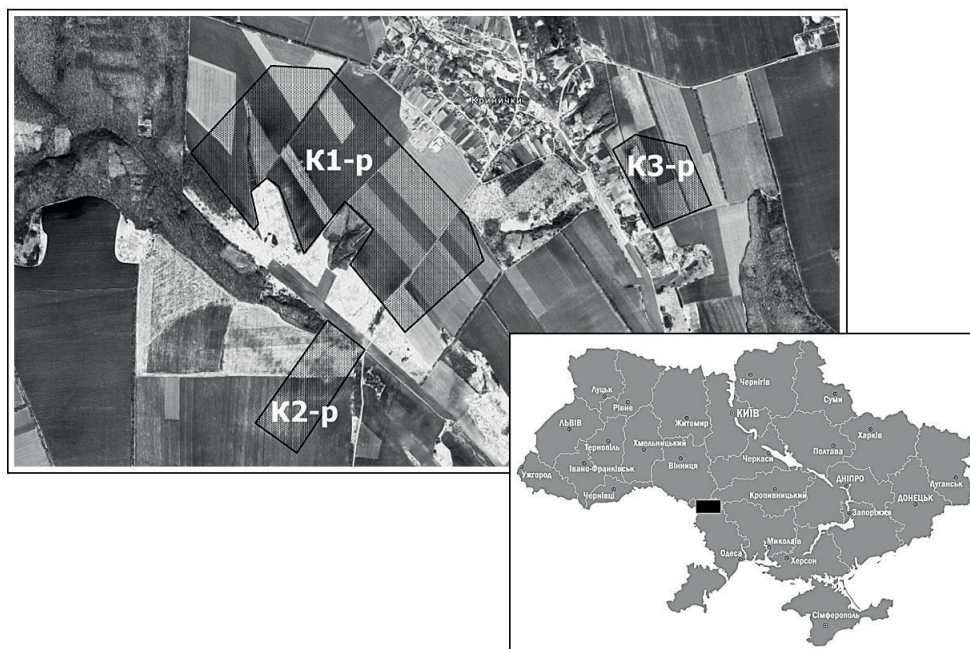 Кринички
К1-р
К3-р
К2-р
Чернігів
Луцьк
Рівне
Суми
КИЇВ
Житомир
ЛЬВІВ
Харків
Тернопіль
Хмельницький
Полтава
Черкаси
Вінниця
Івано-Франківськ
Ужгород
ДНІПРО
Луганськ
Чернівці
Кропивницький
ДОНЕЦЬК
Запоріжжя
Миколаїв
Одеса
Херсон
Сімферополь